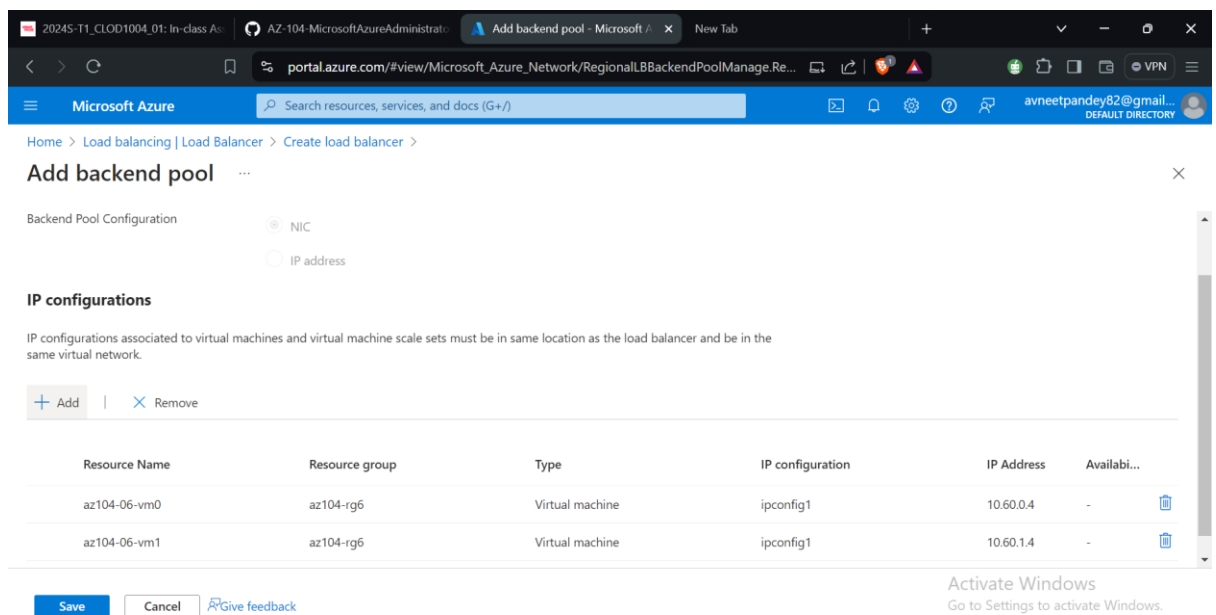 2024S-T1_CLOD1004_01: In-class As
AZ-104-MicrosoftAzureAdministrato
Add backend pool - Microsoft A
New Tab
portal.azure.com/#view/Microsoft_Azure_Network/RegionalLBBackendPoolManage.Re...
VPN
Microsoft Azure
Search resources, services, and docs (G+/)
avneetpandey82@gmail...
DEFAULT DIRECTORY
Home > Load balancing | Load Balancer > Create load balancer >
Add backend pool ...
Backend Pool Configuration
NIC
IP address
IP configurations
IP configurations associated to virtual machines and virtual machine scale sets must be in same location as the load balancer and be in the
same virtual network.
+ Add | Remove
Resource Name Resource group Type IP configuration IP Address Availabi...
az104-06-vm0 az104-rg6 Virtual machine ipconfig1 10.60.0.4 -
az104-06-vm1 az104-rg6 Virtual machine ipconfig1 10.60.1.4 -
Save Cancel Give feedback
Activate Windows
Go to Settings to activate Windows.